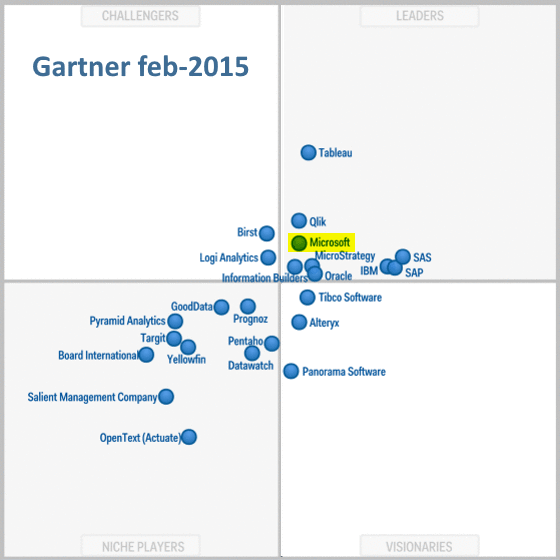 CHALLENGERS
LEADERS
Gartner feb-2015
Tableau
Qlik
Birst
Microsoft
Logi Analytics
MicroStrategy
SAS
Information Builders
Oracle
IBM
SAP
Tibco Software
GoodData
Prognoz
Pyramid Analytics
Alteryx
Targit
Pentaho
Board International
Yellowfin
Datawatch
Panorama Software
Salient Management Company
OpenText (Actuate)
NICHE PLAYERS
VISIONARIES